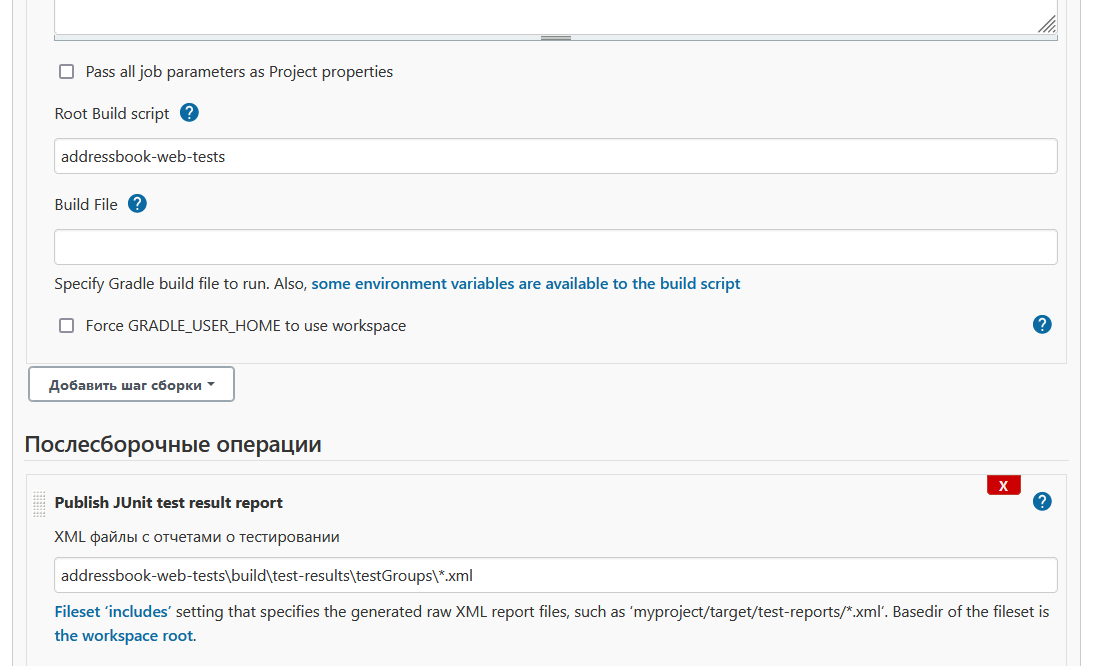 Pass all job parameters as Project properties
Root Build script ?
addressbook-web-tests
Build File ?
Specify Gradle build file to run. Also, some environment variables are available to the build script
Force GRADLE_USER_HOME to use workspace ?
Добавить шаг сборки
Послесборочные операции
X
Publish JUnit test result report ?
XML файлы с отчетами о тестировании
addressbook-web-tests\build\test-results\testGroups\*.xml
Fileset ‘includes’ setting that specifies the generated raw XML report files, such as ‘myproject/target/test-reports/*.xml’. Basedir of the fileset is
the workspace root.